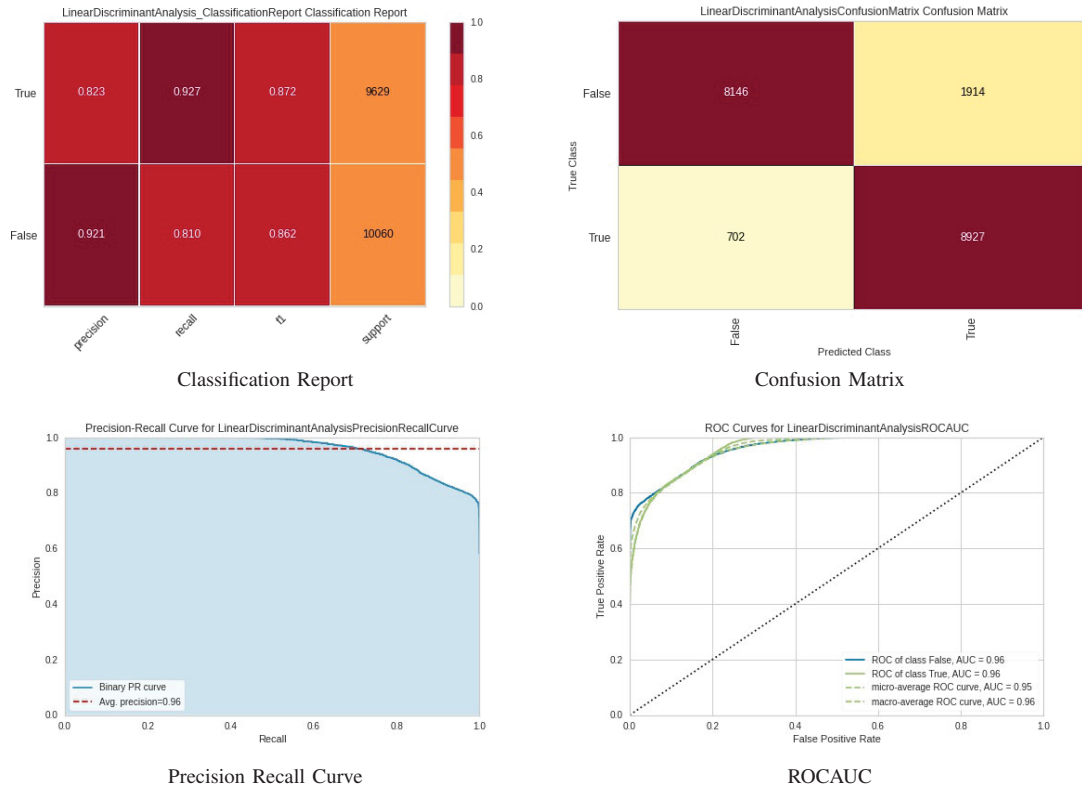 LinearDiscriminantAnalysis_ClassificationReport Classification Report
1.0
True
0.823
0.927
0.872
9629
0.8
0.6
0.4
False
0.921
0.810
0.862
10060
0.2
0.0
precision
recall
f1
support
Classification Report
LinearDiscriminantAnalysisConfusionMatrix Confusion Matrix
False
8146
1914
True Class
True
702
8927
False
True
Predicted Class
Confusion Matrix
Precision-Recall Curve for LinearDiscriminantAnalysisPrecisionRecallCurve
1.0
0.8
0.6
Precision
0.4
0.2
Binary PR curve
Avg. precision=0.96
0.0
0.0
0.2
0.4
0.6
0.8
1.0
Recall
Precision Recall Curve
ROC Curves for LinearDiscriminantAnalysisROCAUC
1.0
0.8
0.6
True Positive Rate
0.4
0.2
ROC of class False, AUC = 0.96
ROC of class True, AUC = 0.96
micro-average ROC curve, AUC = 0.95
macro-average ROC curve, AUC = 0.96
0.0
0.0
0.2
0.4
0.6
0.8
1.0
False Positive Rate
ROCAUC